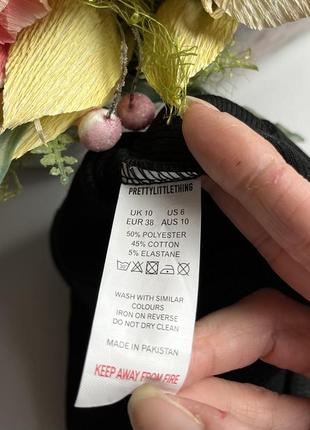 PRETTYLITTLETHING
UK 10 US 6
EUR 38 AUS 10
50% POLYESTER
45% COTTON
5% ELASTANE
WASH WITH SIMILAR
COLOURS
IRON ON REVERSE
DO NOT DRY CLEAN
MADE IN PAKISTAN
KEEP AWAY FROM FIRE